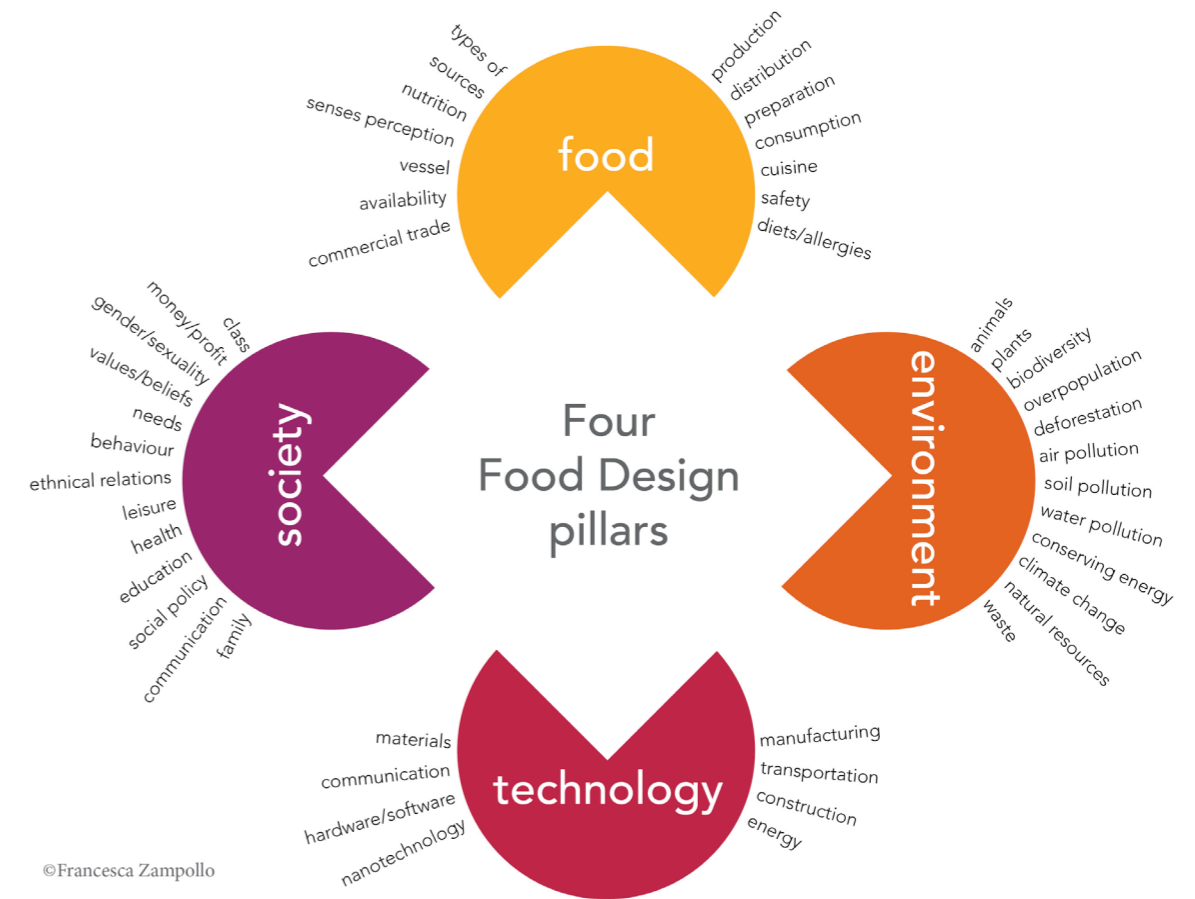 types of
sources
nutrition
senses perception
vessel
availability
commercial trade
food
production
distribution
preparation
consumption
cuisine
safety
diets/allergies
class
money/profit
gender/sexuality
values/beliefs
needs
behaviour
ethnical relations
leisure
health
education
social policy
communication
family
society
Four
Food Design
pillars
environment
animals
plants
biodiversity
overpopulation
deforestation
air pollution
soil pollution
water pollution
conserving energy
climate change
natural resources
waste
materials
communication
hardware/software
nanotechnology
technology
manufacturing
transportation
construction
energy
©Francesca Zampollo